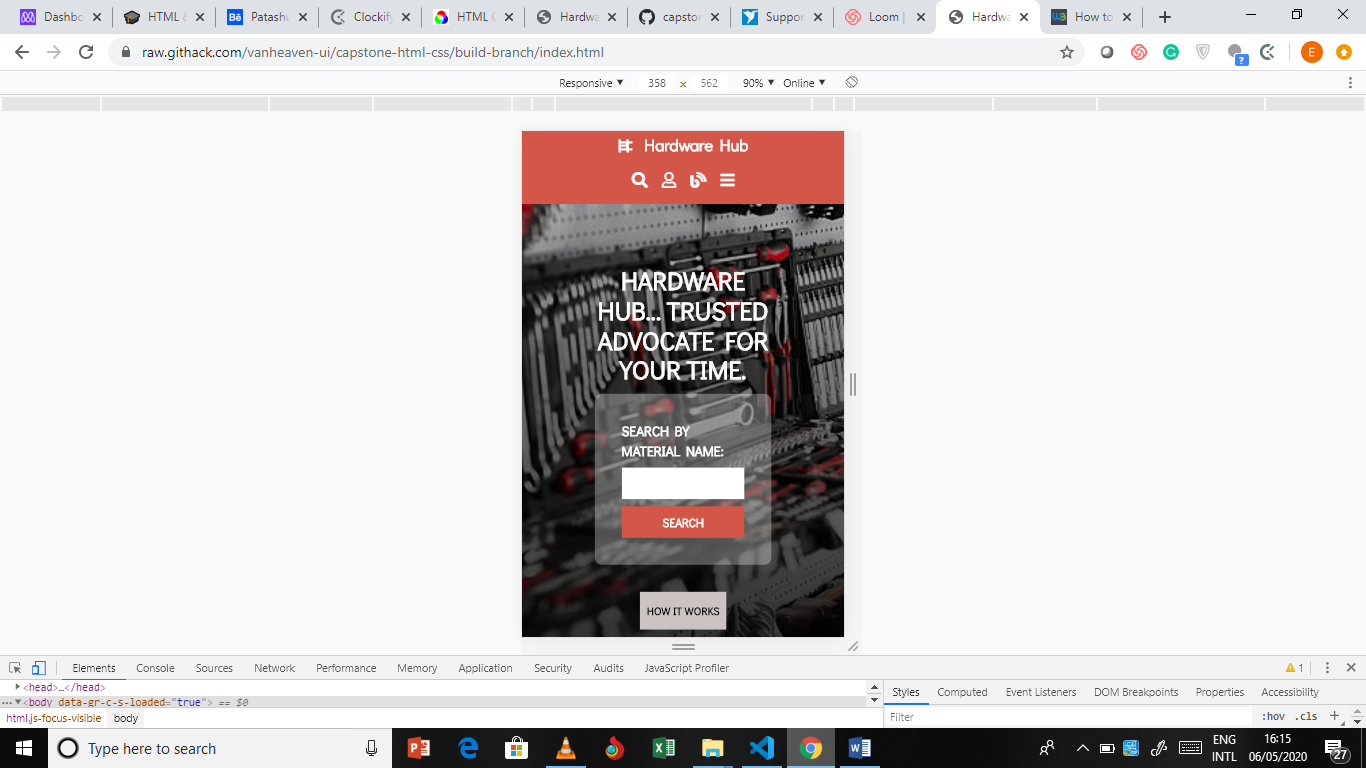 Dashbo
HTML &
Patashu
Clockify
HTML C
Hardwa
capstor
Suppor
Loom |
Hardwa
How to
raw.githack.com/vanheaven-ui/capstone-html-css/build-branch/index.html
E
?
Responsive ▼ 358 x 562 90% ▼ Online ▼
Hardware Hub
HARDWARE
HUB... TRUSTED
ADVOCATE FOR
YOUR TIME.
SEARCH BY
MATERIAL NAME:
SEARCH
HOW IT WORKS
Elements Console Sources Network Performance Memory Application Security Audits JavaScript Profiler 1
<head>…</head>
<body data-gr-c-s-loaded="true"> == $0
html.js-focus-visible body
Styles Computed Event Listeners DOM Breakpoints Properties Accessibility
Filter :hov .cls +
Type here to search
ENG
INTL
16:15
06/05/2020
27